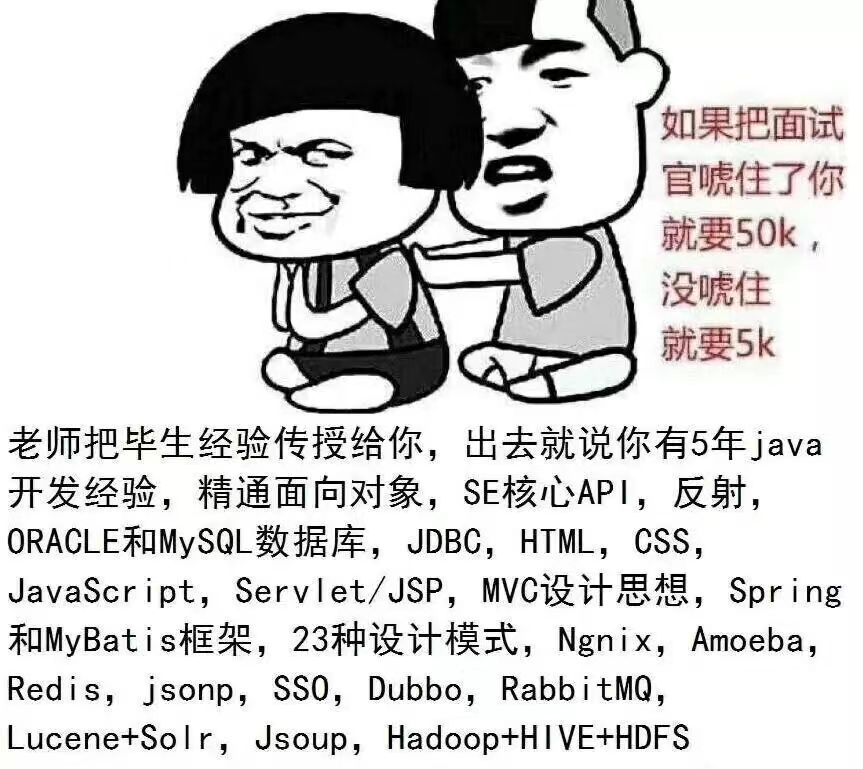 如果把面试
官唬住了你
就要50k，
没唬住
就要5k
老师把毕生经验传授给你，出去就说你有5年java
开发经验，精通面向对象，SE核心API，反射，
ORACLE和MySQL数据库，JDBC，HTML，CSS，
JavaScript，Servlet/JSP，MVC设计思想，Spring
和MyBatis框架，23种设计模式，Ngnix，Amoeba，
Redis，jsonp，SSO，Dubbo，RabbitMQ，
Lucene+Solr，Jsoup，Hadoop+HIVE+HDFS